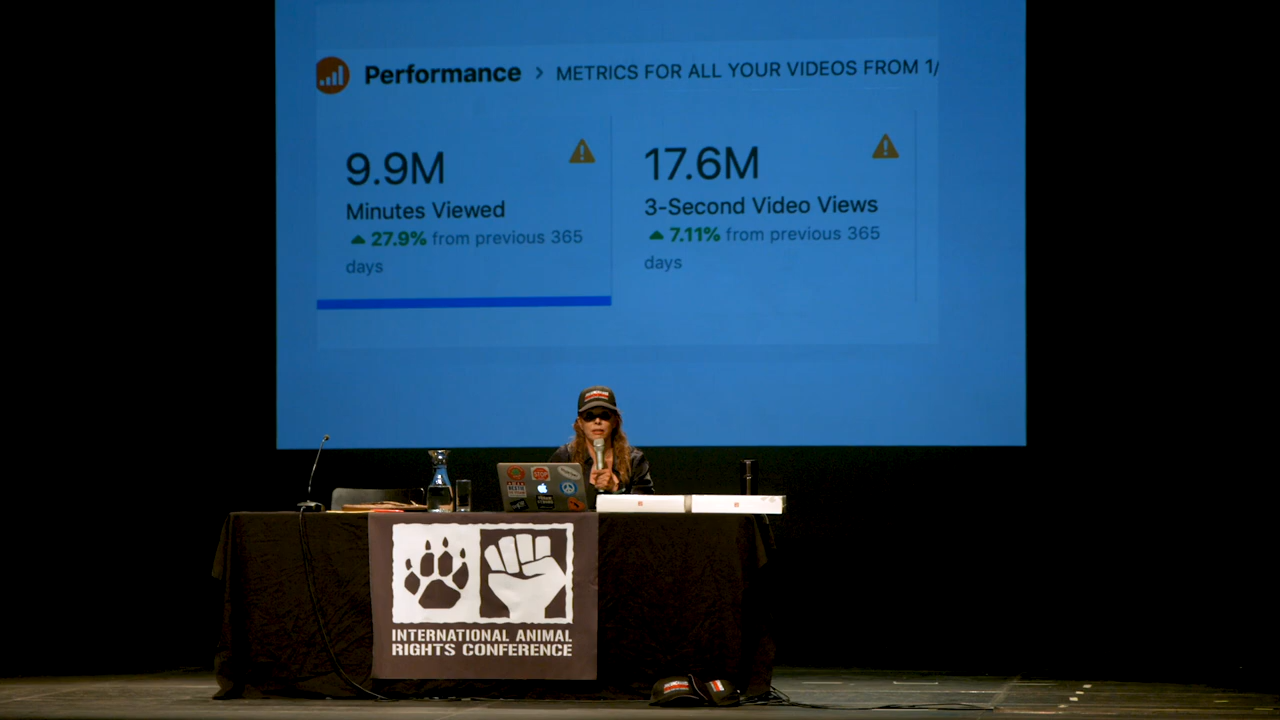 Performance > METRICS FOR ALL YOUR VIDEOS FROM 1/
9.9M
Minutes Viewed
27.9% from previous 365
days
17.6M
3-Second Video Views
7.11% from previous 365
days
STOP
INTERNATIONAL ANIMAL
RIGHTS CONFERENCE